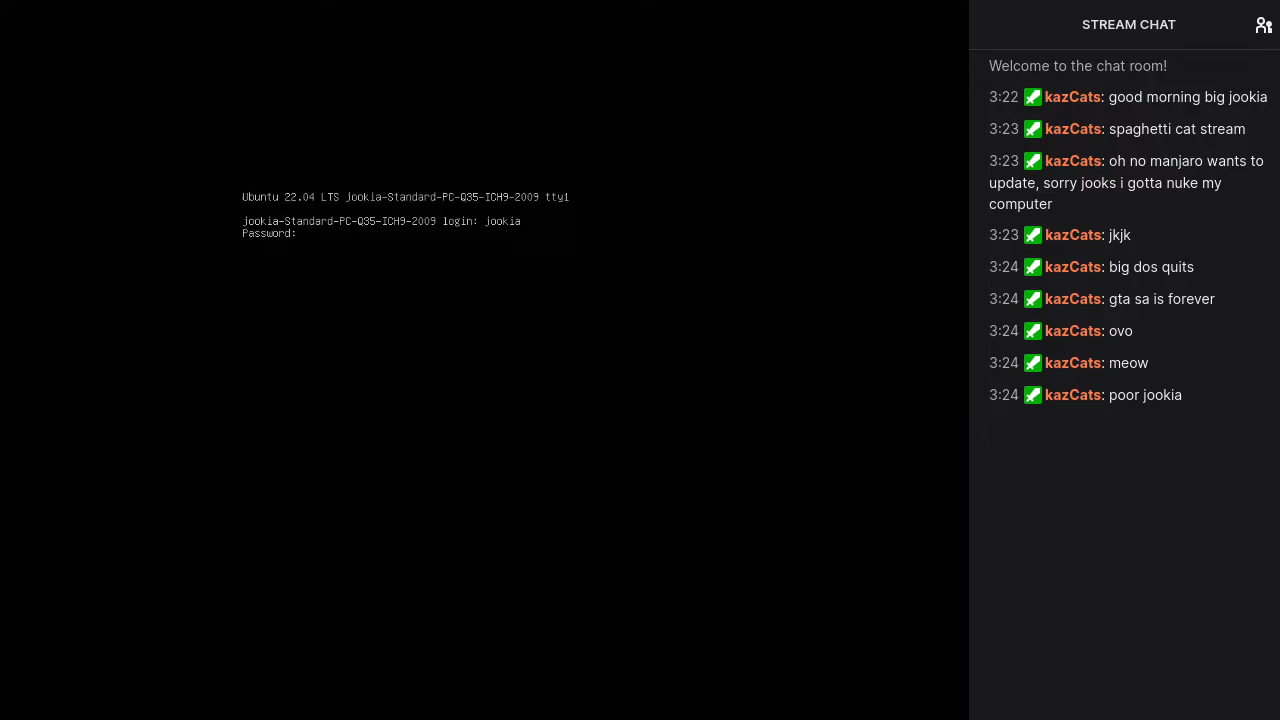 Ubuntu 22.04 LTS jookia-Standard-PC-Q35-ICH9-2009 tty1
jookia-Standard-PC-Q35-ICH9-2009 login: jookia
Password:
STREAM CHAT
Welcome to the chat room!
3:22 kazCats: good morning big jookia
3:23 kazCats: spaghetti cat stream
3:23 kazCats: oh no manjaro wants to
update, sorry jooks i gotta nuke my
computer
3:23 kazCats: jkjk
3:24 kazCats: big dos quits
3:24 kazCats: gta sa is forever
3:24 kazCats: ovo
3:24 kazCats: meow
3:24 kazCats: poor jookia